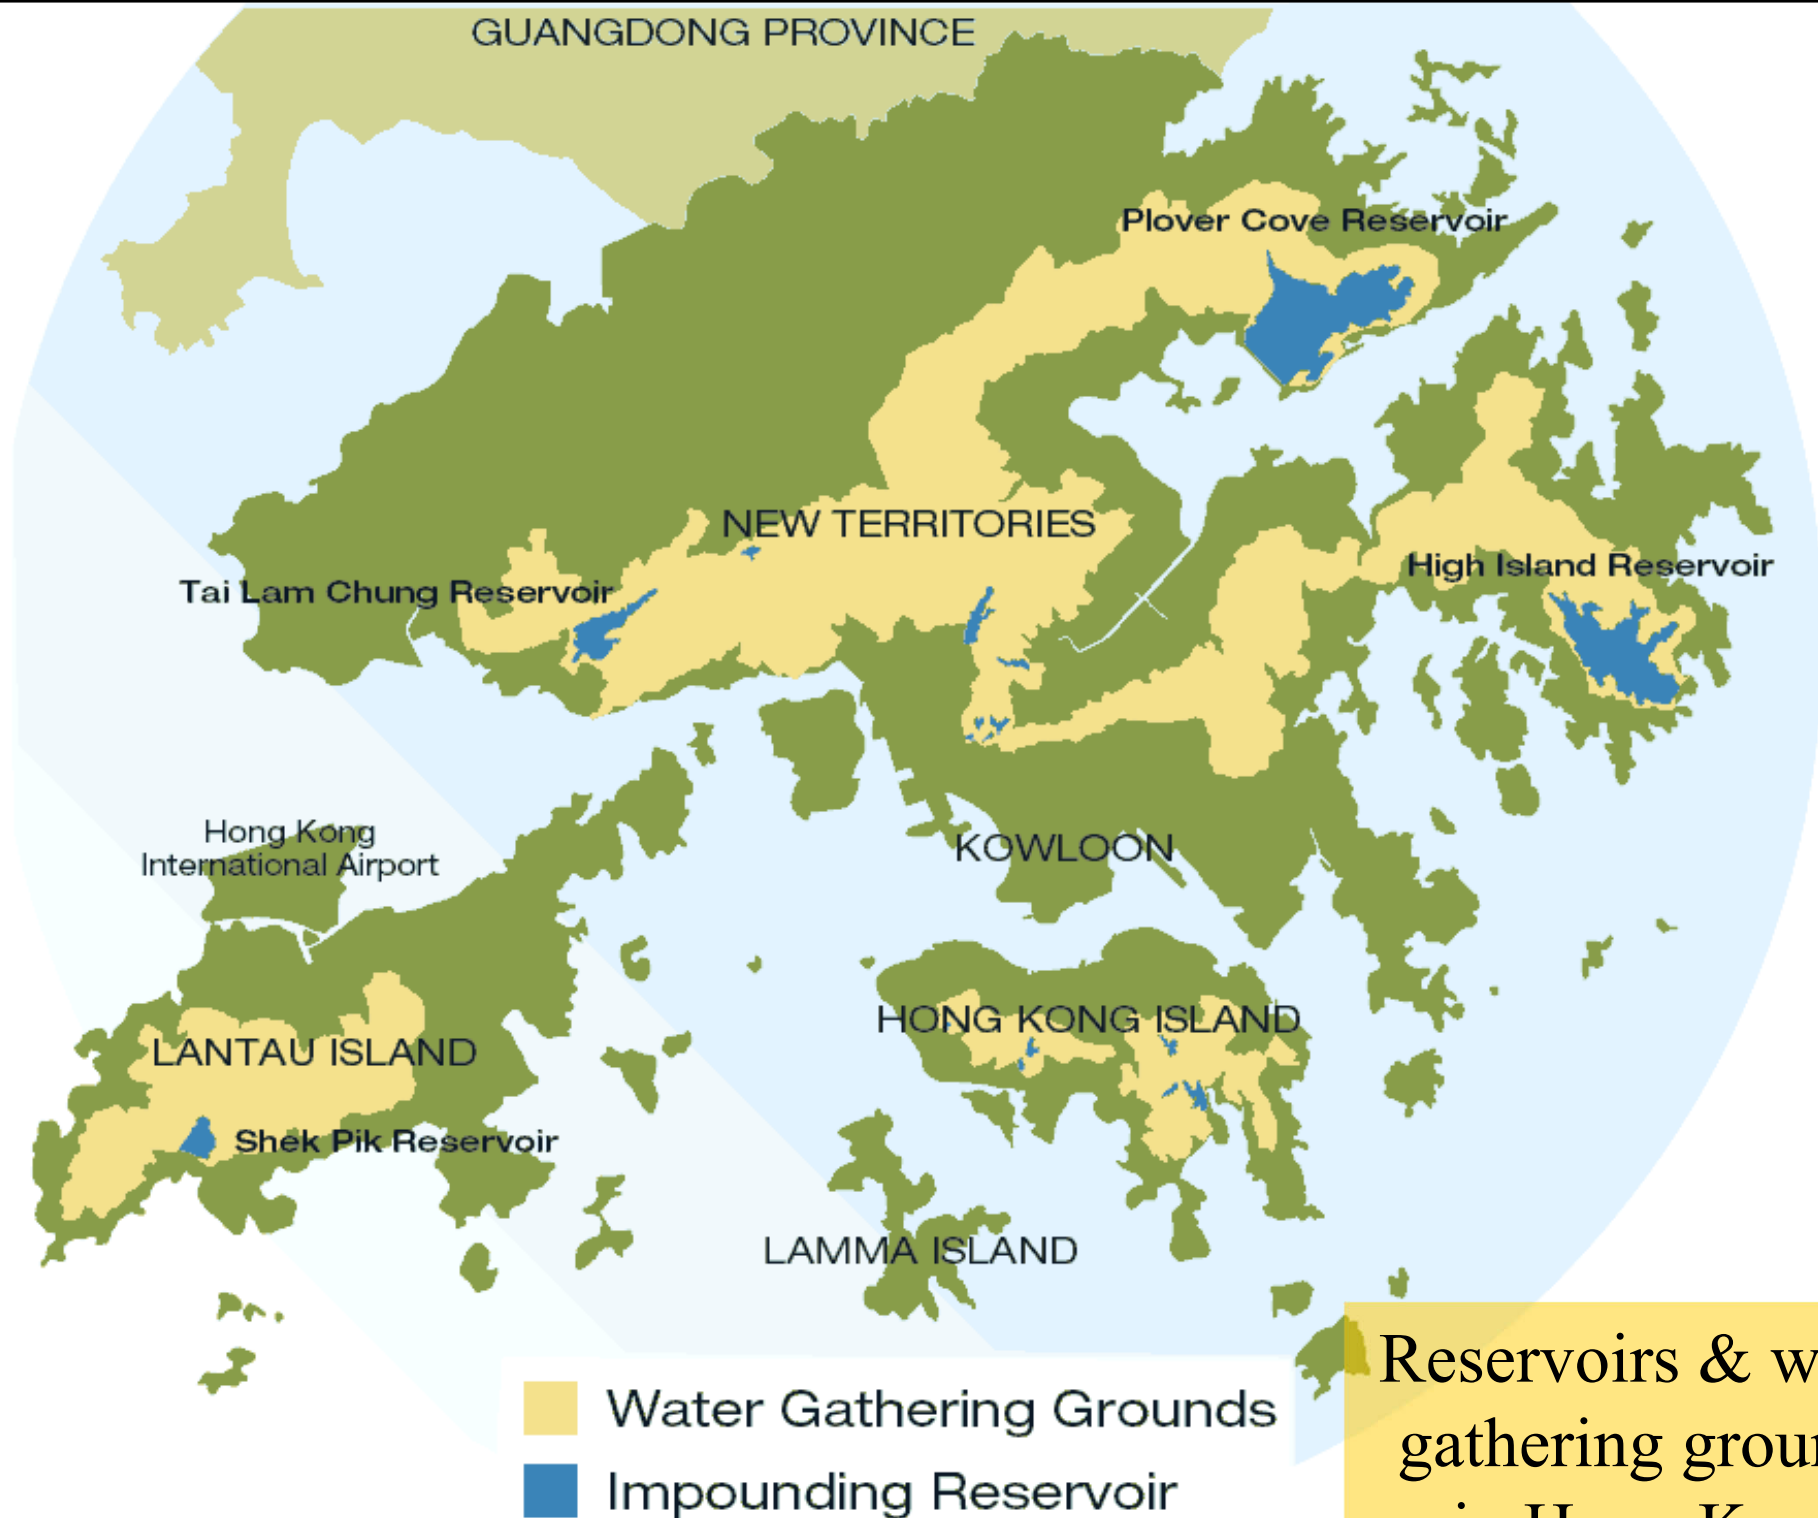 GUANGDONG PROVINCE
Plover Cove Reservoir
NEW TERRITORIES
High Island Reservoir
Tai Lam Chung Reservoir
Hong Kong
International Airport
KOWLOON
HONG KONG ISLAND
LANTAU ISLAND
Shek Pik Reservoir
LAMMA ISLAND
Water Gathering Grounds
Impounding Reservoir
Reservoirs &
gathering